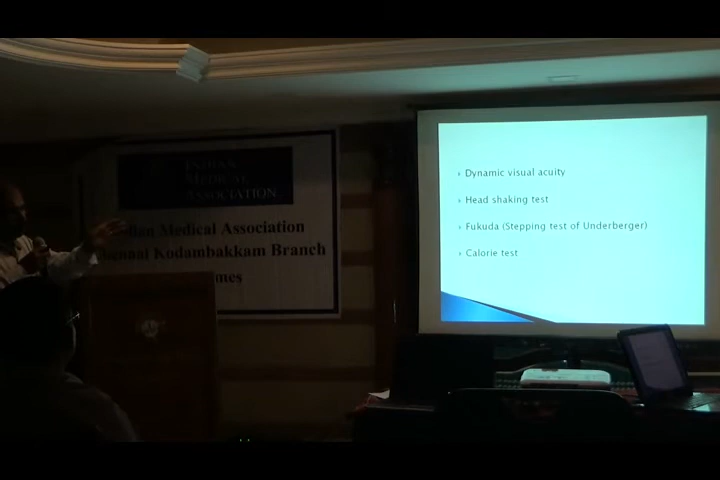 INDIAN
MEDICAL
ASSOCIATION
Indian Medical Association
Chennai Kodambakkam Branch
Dynamic visual acuity
Head shaking test
Fukuda (Stepping test of Underberger)
Calorie test